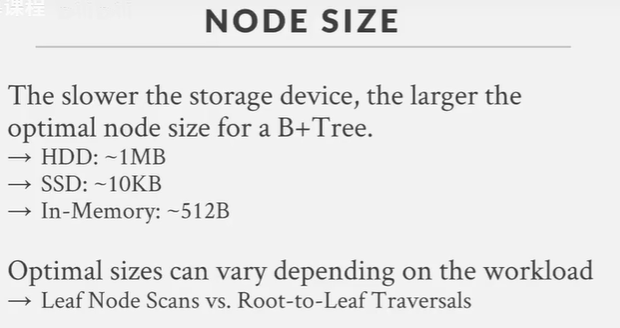 课程
NODE SIZE
The slower the storage device, the larger the
optimal node size for a B+Tree.
→ HDD: ~1MB
→ SSD: ~10KB
→ In-Memory: ~512B
Optimal sizes can vary depending on the workload
→ Leaf Node Scans vs. Root-to-Leaf Traversals